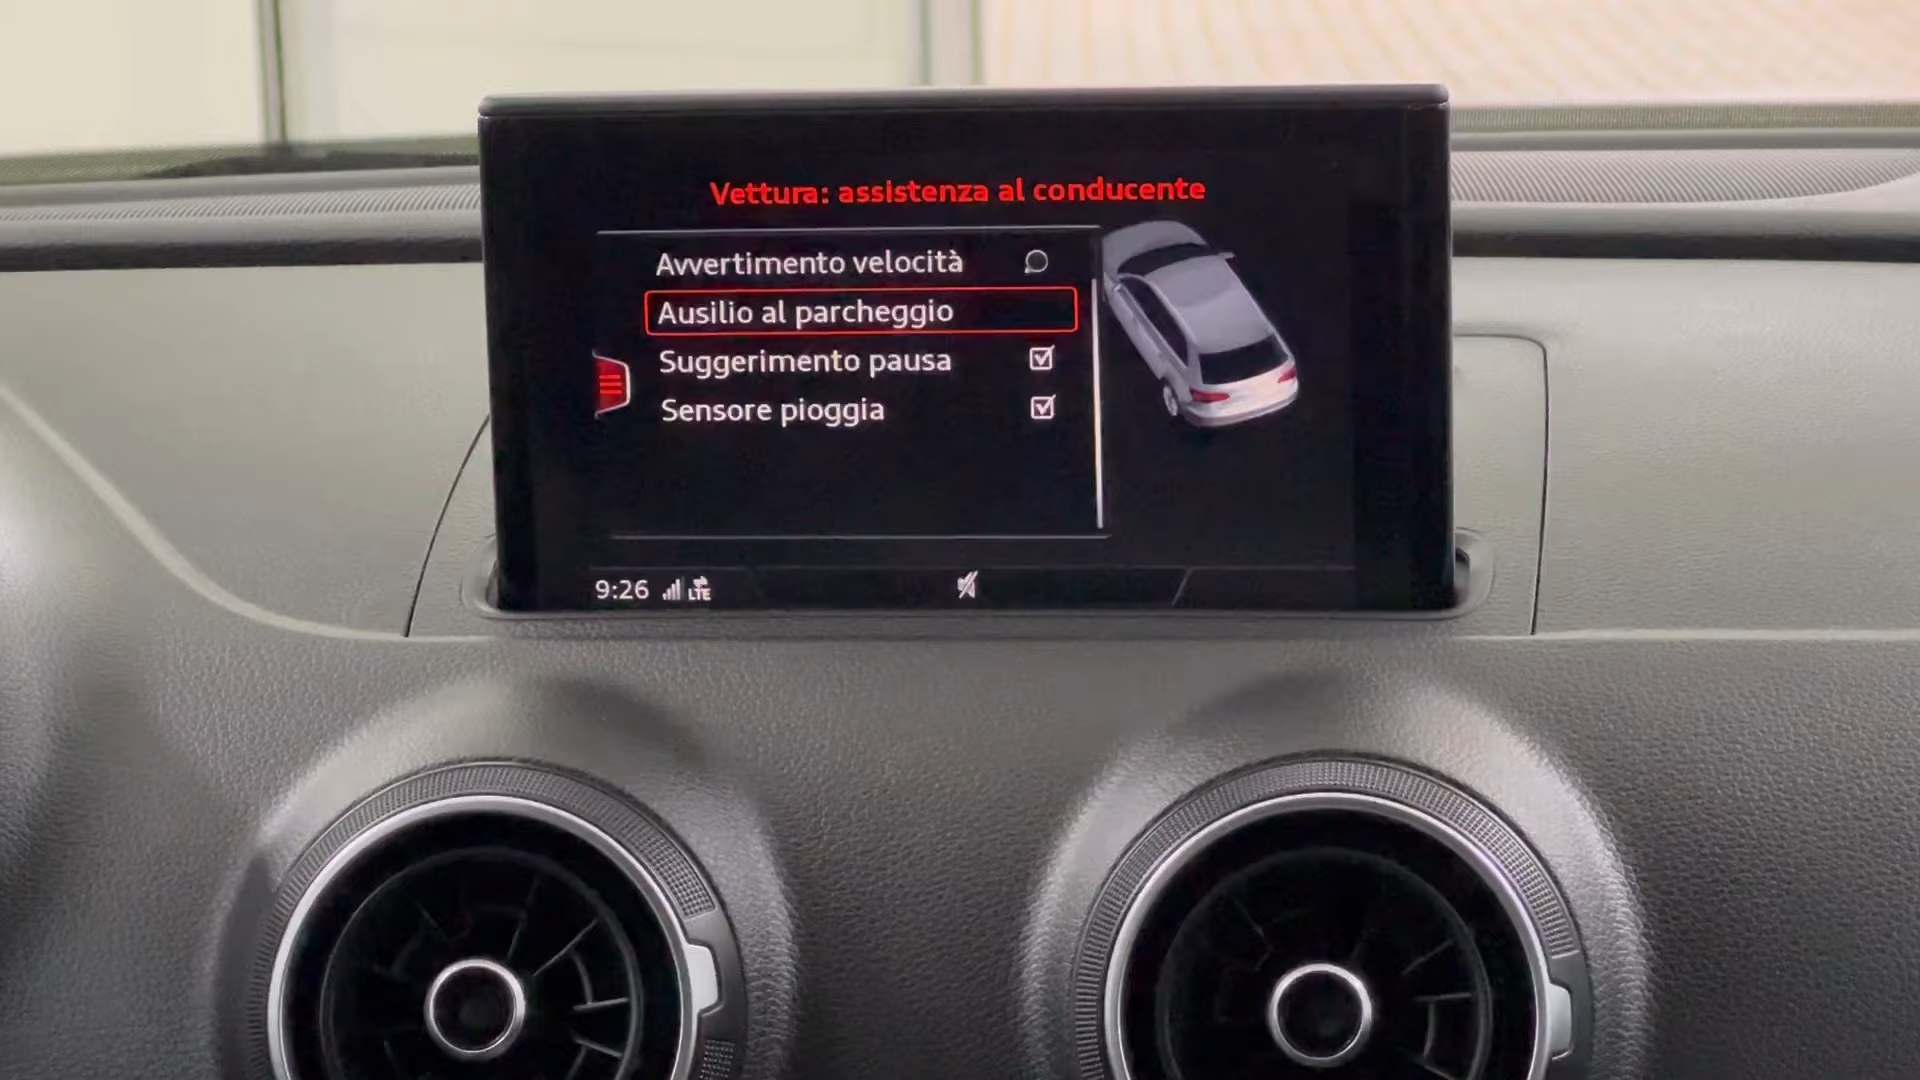 Vettura: assistenza al conducente
Avvertimento velocità
Ausilio al parcheggio
Suggerimento pausa
Sensore pioggia
9:26 LTE